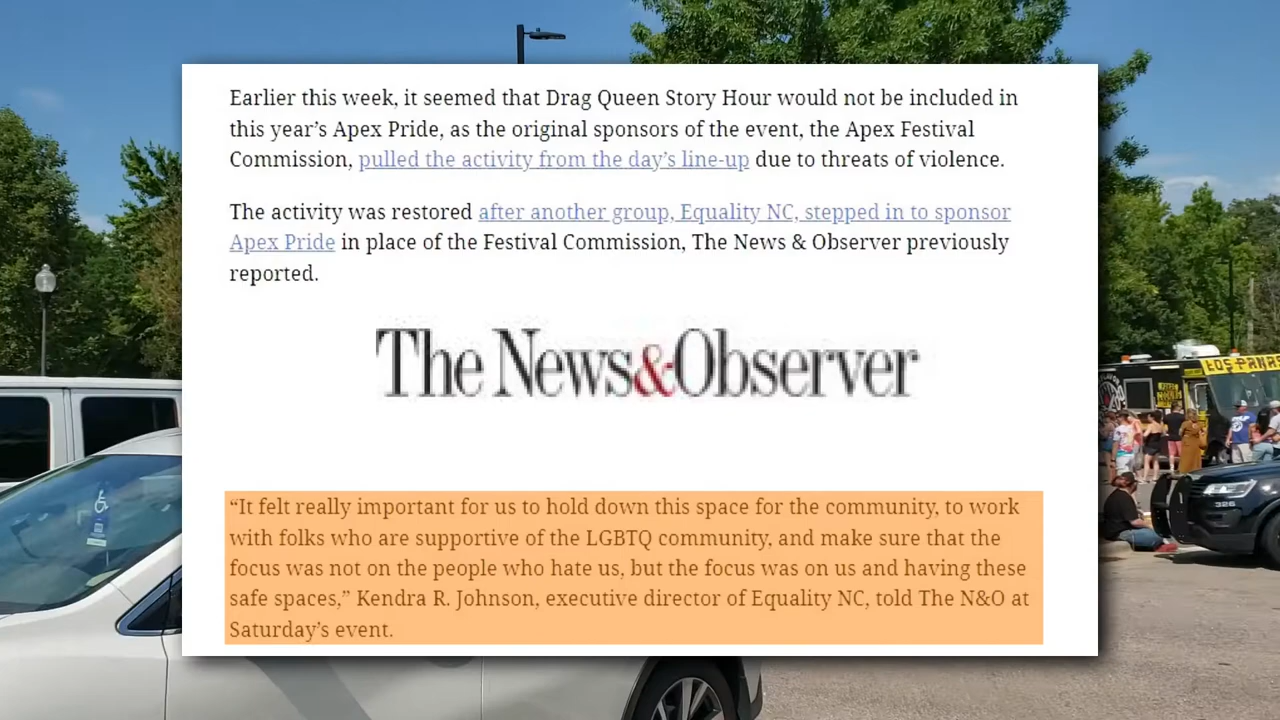 Earlier this week, it seemed that Drag Queen Story Hour would not be included in
this year’s Apex Pride, as the original sponsors of the event, the Apex Festival
Commission, pulled the activity from the day’s line-up due to threats of violence.
The activity was restored after another group, Equality NC, stepped in to sponsor
Apex Pride in place of the Festival Commission, The News & Observer previously
reported.
The News&Observer
“It felt really important for us to hold down this space for the community, to work
with folks who are supportive of the LGBTQ community, and make sure that the
focus was not on the people who hate us, but the focus was on us and having these
safe spaces,” Kendra R. Johnson, executive director of Equality NC, told The N&O at
Saturday’s event.
326